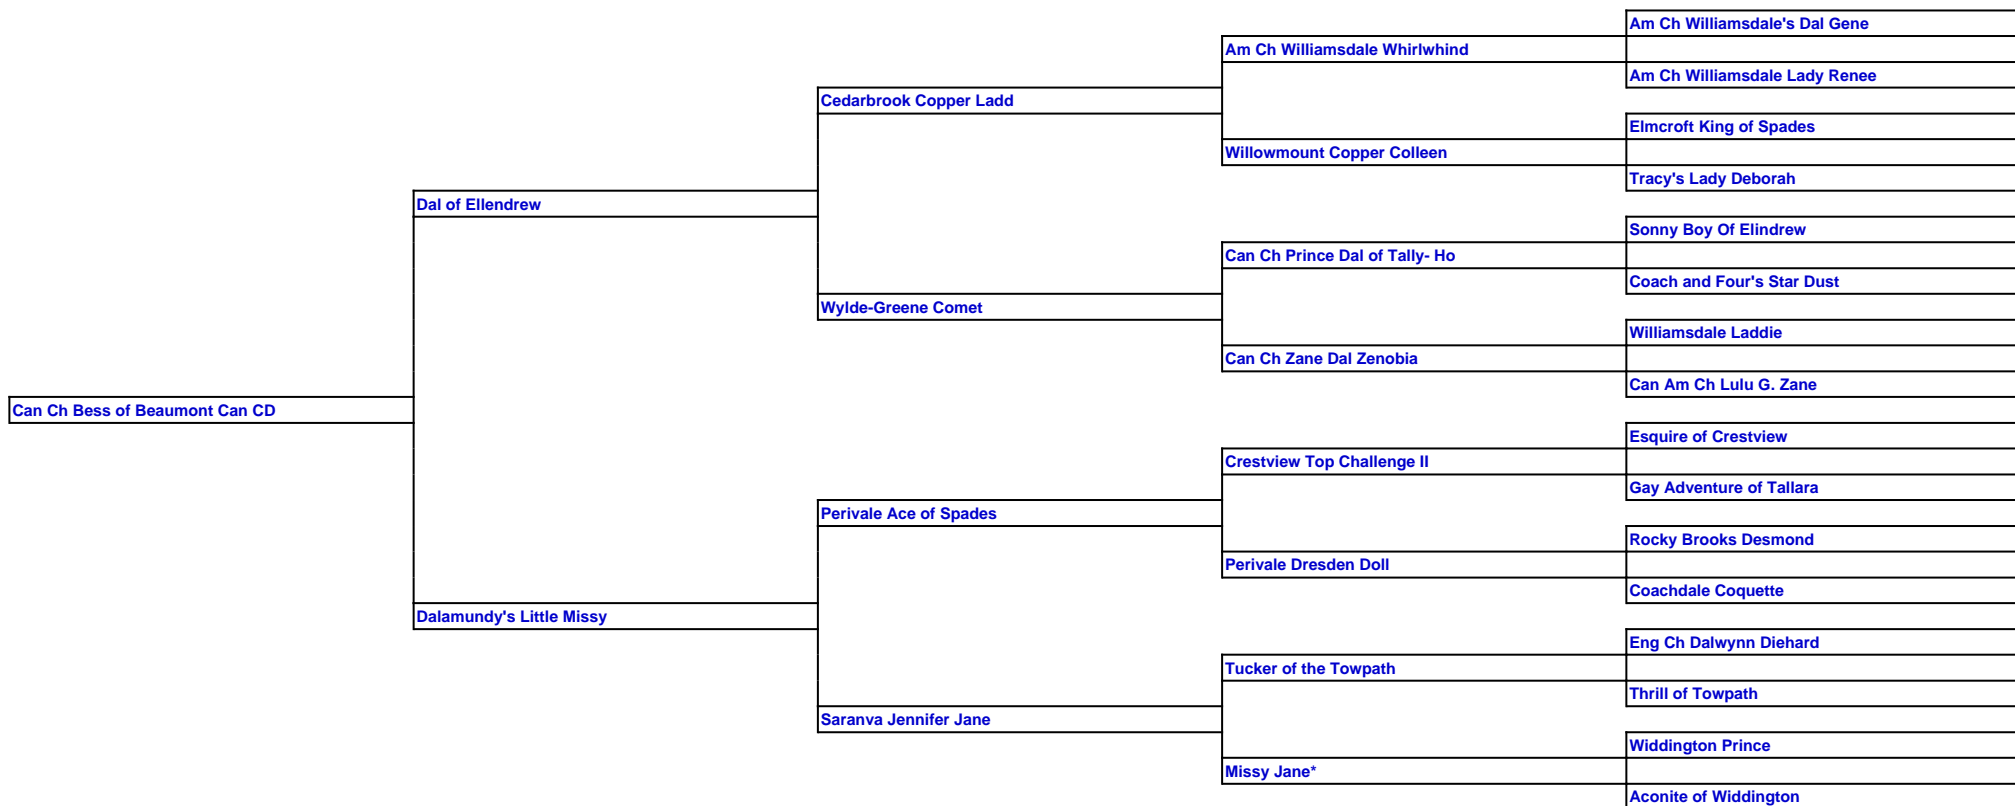 Am Ch Williamsdale's Dal Gene
Am Ch Williamsdale Whirlwhind
Am Ch Williamsdale Lady Renee
Cedarbrook Copper Ladd
Elmcroft King of Spades
Willowmount Copper Colleen
Tracy's Lady Deborah
Dal of Ellendrew
Sonny Boy Of Elindrew
Can Ch Prince Dal of Tally- Ho
Coach and Four's Star Dust
Wylde-Greene Comet
Williamsdale Laddie
Can Ch Zane Dal Zenobia
Can Am Ch Lulu G. Zane
Can Ch Bess of Beaumont Can CD
Esquire of Crestview
Crestview Top Challenge II
Gay Adventure of Tallara
Perivale Ace of Spades
Rocky Brooks Desmond
Perivale Dresden Doll
Coachdale Coquette
Dalamundy's Little Missy
Eng Ch Dalwynn Diehard
Tucker of the Towpath
Thrill of Towpath
Saranva Jennifer Jane
Widdington Prince
Missy Jane*
Aconite of Widdington